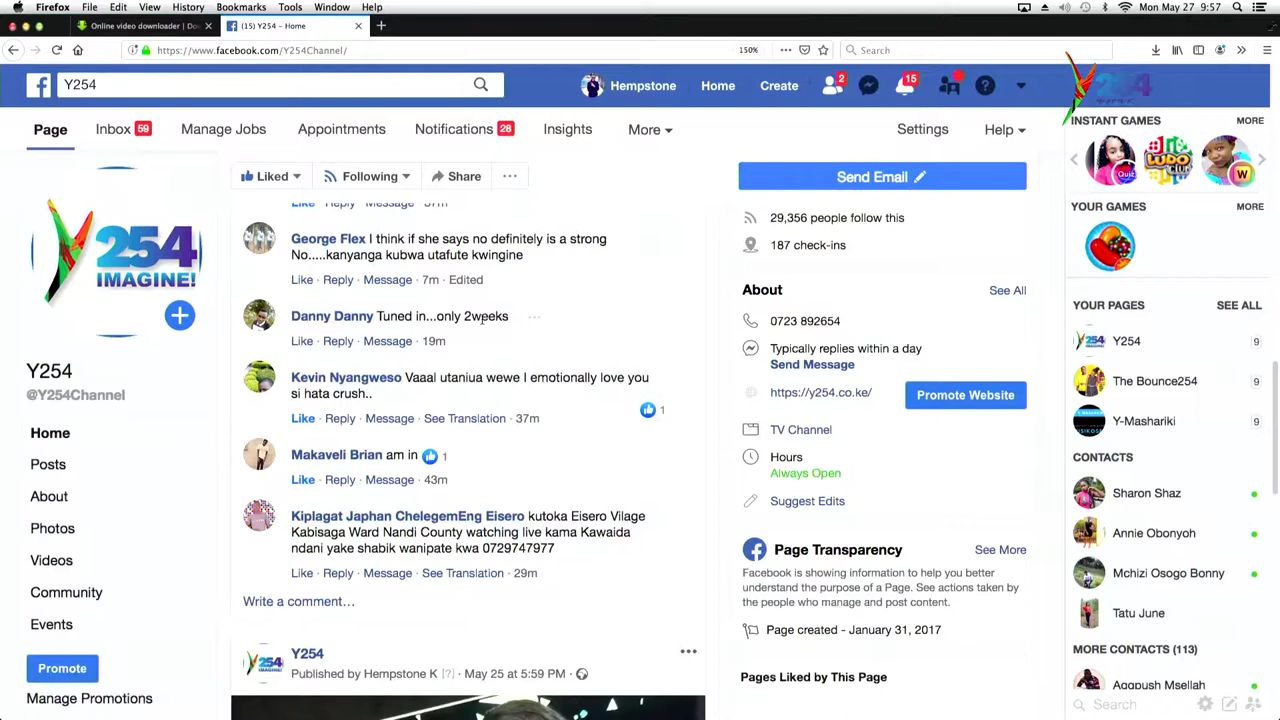 Firefox File Edit View History Bookmarks Tools Window Help Mon May 27 9:57
Online video downloader | Do
(15) Y254 - Home
https://www.facebook.com/Y254Channel/ 150% Search
Y254 Hempstone Home Create 2 15
Y254
Page Inbox 59 Manage Jobs Appointments Notifications 28 Insights More Settings Help
Liked Following Share ···
Send Email
Y254
IMAGINE!
Y254
@Y254Channel
Home
Posts
About
Photos
Videos
Community
Events
Promote
Manage Promotions
Like · Reply · Message · 37m
George Flex I think if she says no definitely is a strong
No.....kanyanga kubwa utafute kwingine
Like · Reply · Message · 7m · Edited
Danny Danny Tuned in...only 2weeks
Like · Reply · Message · 19m
Kevin Nyangweso Vaaal utaniua wewe I emotionally love you
si hata crush..
1
Like · Reply · Message · See Translation · 37m
Makaveli Brian am in 1
Like · Reply · Message · 43m
Kiplagat Japhan ChelegemEng Eisero kutoka Eisero Vilage
Kabisaga Ward Nandi County watching live kama Kawaida
ndani yake shabik wanipate kwa 0729747977
Like · Reply · Message · See Translation · 29m
Write a comment…
Y254
IMAGINE!
Y254
Published by Hempstone K [?] · May 25 at 5:59 PM ·
29,356 people follow this
187 check-ins
About See All
0723 892654
Typically replies within a day
Send Message
https://y254.co.ke/ Promote Website
TV Channel
Hours
Always Open
Suggest Edits
Page Transparency See More
Facebook is showing information to help you better
understand the purpose of a Page. See actions taken by
the people who manage and post content.
Page created - January 31, 2017
Pages Liked by This Page
INSTANT GAMES MORE
Quiz
LUDO
W
YOUR GAMES MORE
YOUR PAGES SEE ALL
Y254 9
The Bounce254 9
Y-Mashariki 9
CONTACTS
Sharon Shaz
Annie Obonyoh
Mchizi Osogo Bonny
Tatu June
MORE CONTACTS (113)
Aggpush Msellah
Search